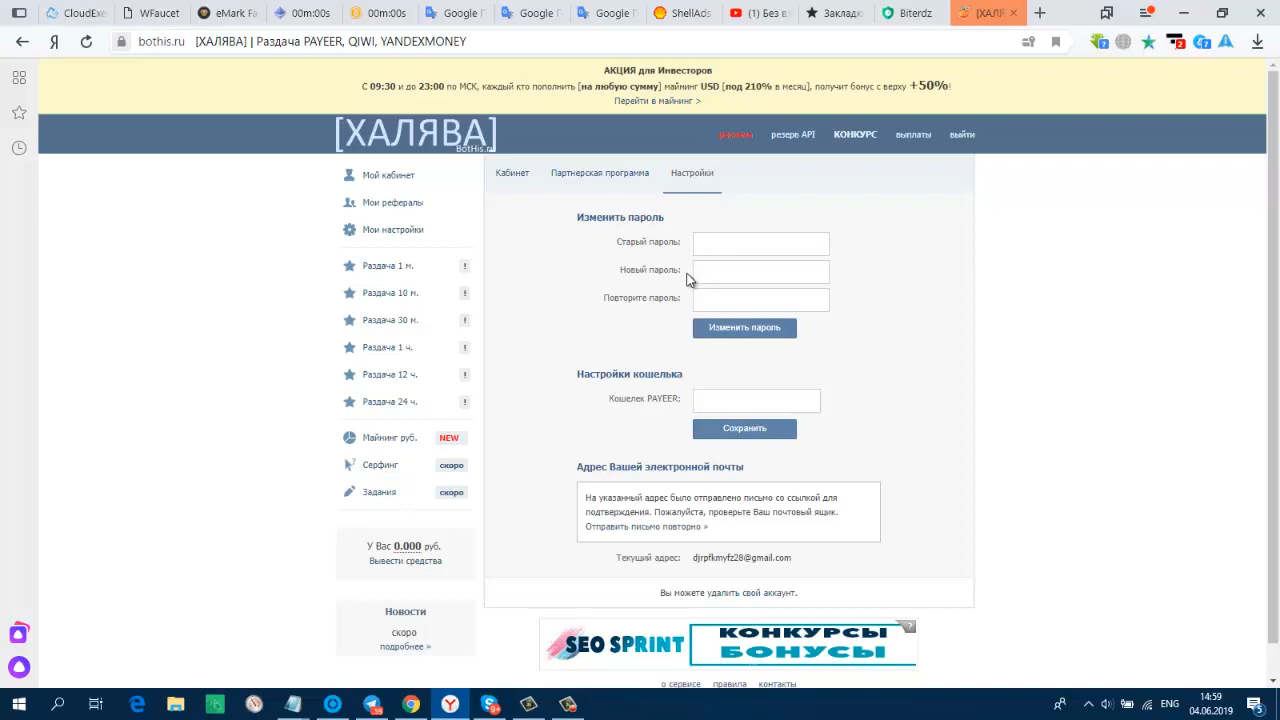 CloudExe
WFaucet
eMark Fa
00m:00s
00m:00s
Google П
Google П
Google П
ShellAds
(1) Без в
Закладк
Biterdz
[ХАЛЯ
bothis.ru [ХАЛЯВА] | Раздача PAYEER, QIWI, YANDEXMONEY
7
2
7
АКЦИЯ для Инвесторов
С 09:30 и до 23:00 по МСК, каждый кто пополнить [на любую сумму] майнинг USD [под 210% в месяц], получит бонус с верху +50%!
Перейти в майнинг >
[ХАЛЯВА]
BotHis.ru
резерв API
КОНКУРС
выплаты
выйти
Мой кабинет
Мои рефералы
Мои настройки
Раздача 1 м. !
Раздача 10 м. !
Раздача 30 м. !
Раздача 1 ч. !
Раздача 12 ч. !
Раздача 24 ч. !
Майнинг руб. NEW
Серфинг скоро
Задания скоро
У Вас 0.000 руб.
Вывести средства
Новости
скоро
подробнее »
Кабинет
Партнерская программа
Настройки
Изменить пароль
Старый пароль:
Новый пароль:
Повторите пароль:
Изменить пароль
Настройки кошелька
Кошелек PAYEER:
Сохранить
Адрес Вашей электронной почты
На указанный адрес было отправлено письмо со ссылкой для
подтверждения. Пожалуйста, проверьте Ваш почтовый ящик.
Отправить письмо повторно »
Текущий адрес: djrpfkmyfz28@gmail.com
Вы можете удалить свой аккаунт.
SEO SPRINT
КОНКУРСЫ
БОНУСЫ
?
о сервисе
правила
контакты
ENG
14:59
04.06.2019